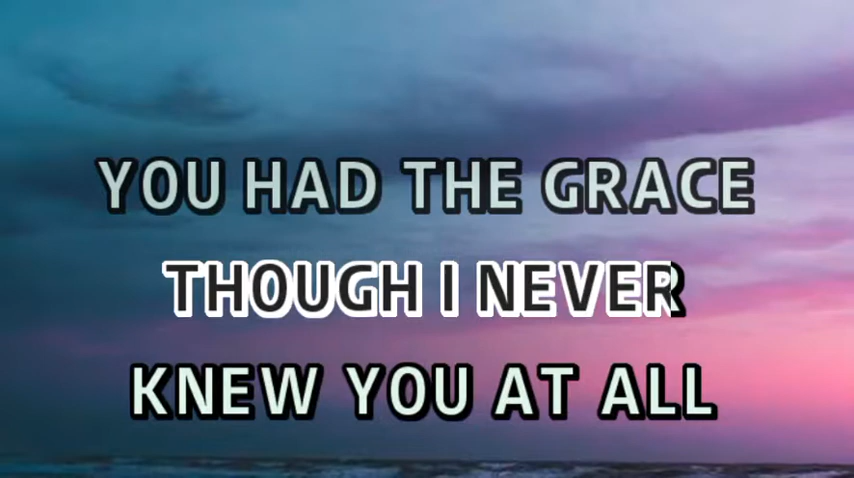 YOU HAD THE GRACE
THOUGH I NEVER
KNEW YOU AT ALL